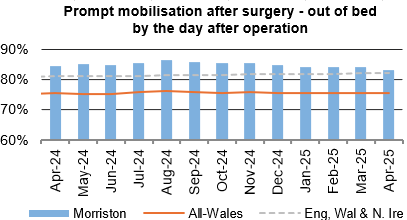 Prompt mobilisation after surgery - out of bed
by the day after operation
90%
80%
70%
60%
Apr-24
May-24
Jun-24
Jul-24
Aug-24
Sep-24
Oct-24
Nov-24
Dec-24
Jan-25
Feb-25
Mar-25
Apr-25
Morriston All-Wales Eng, Wal & N. Ire